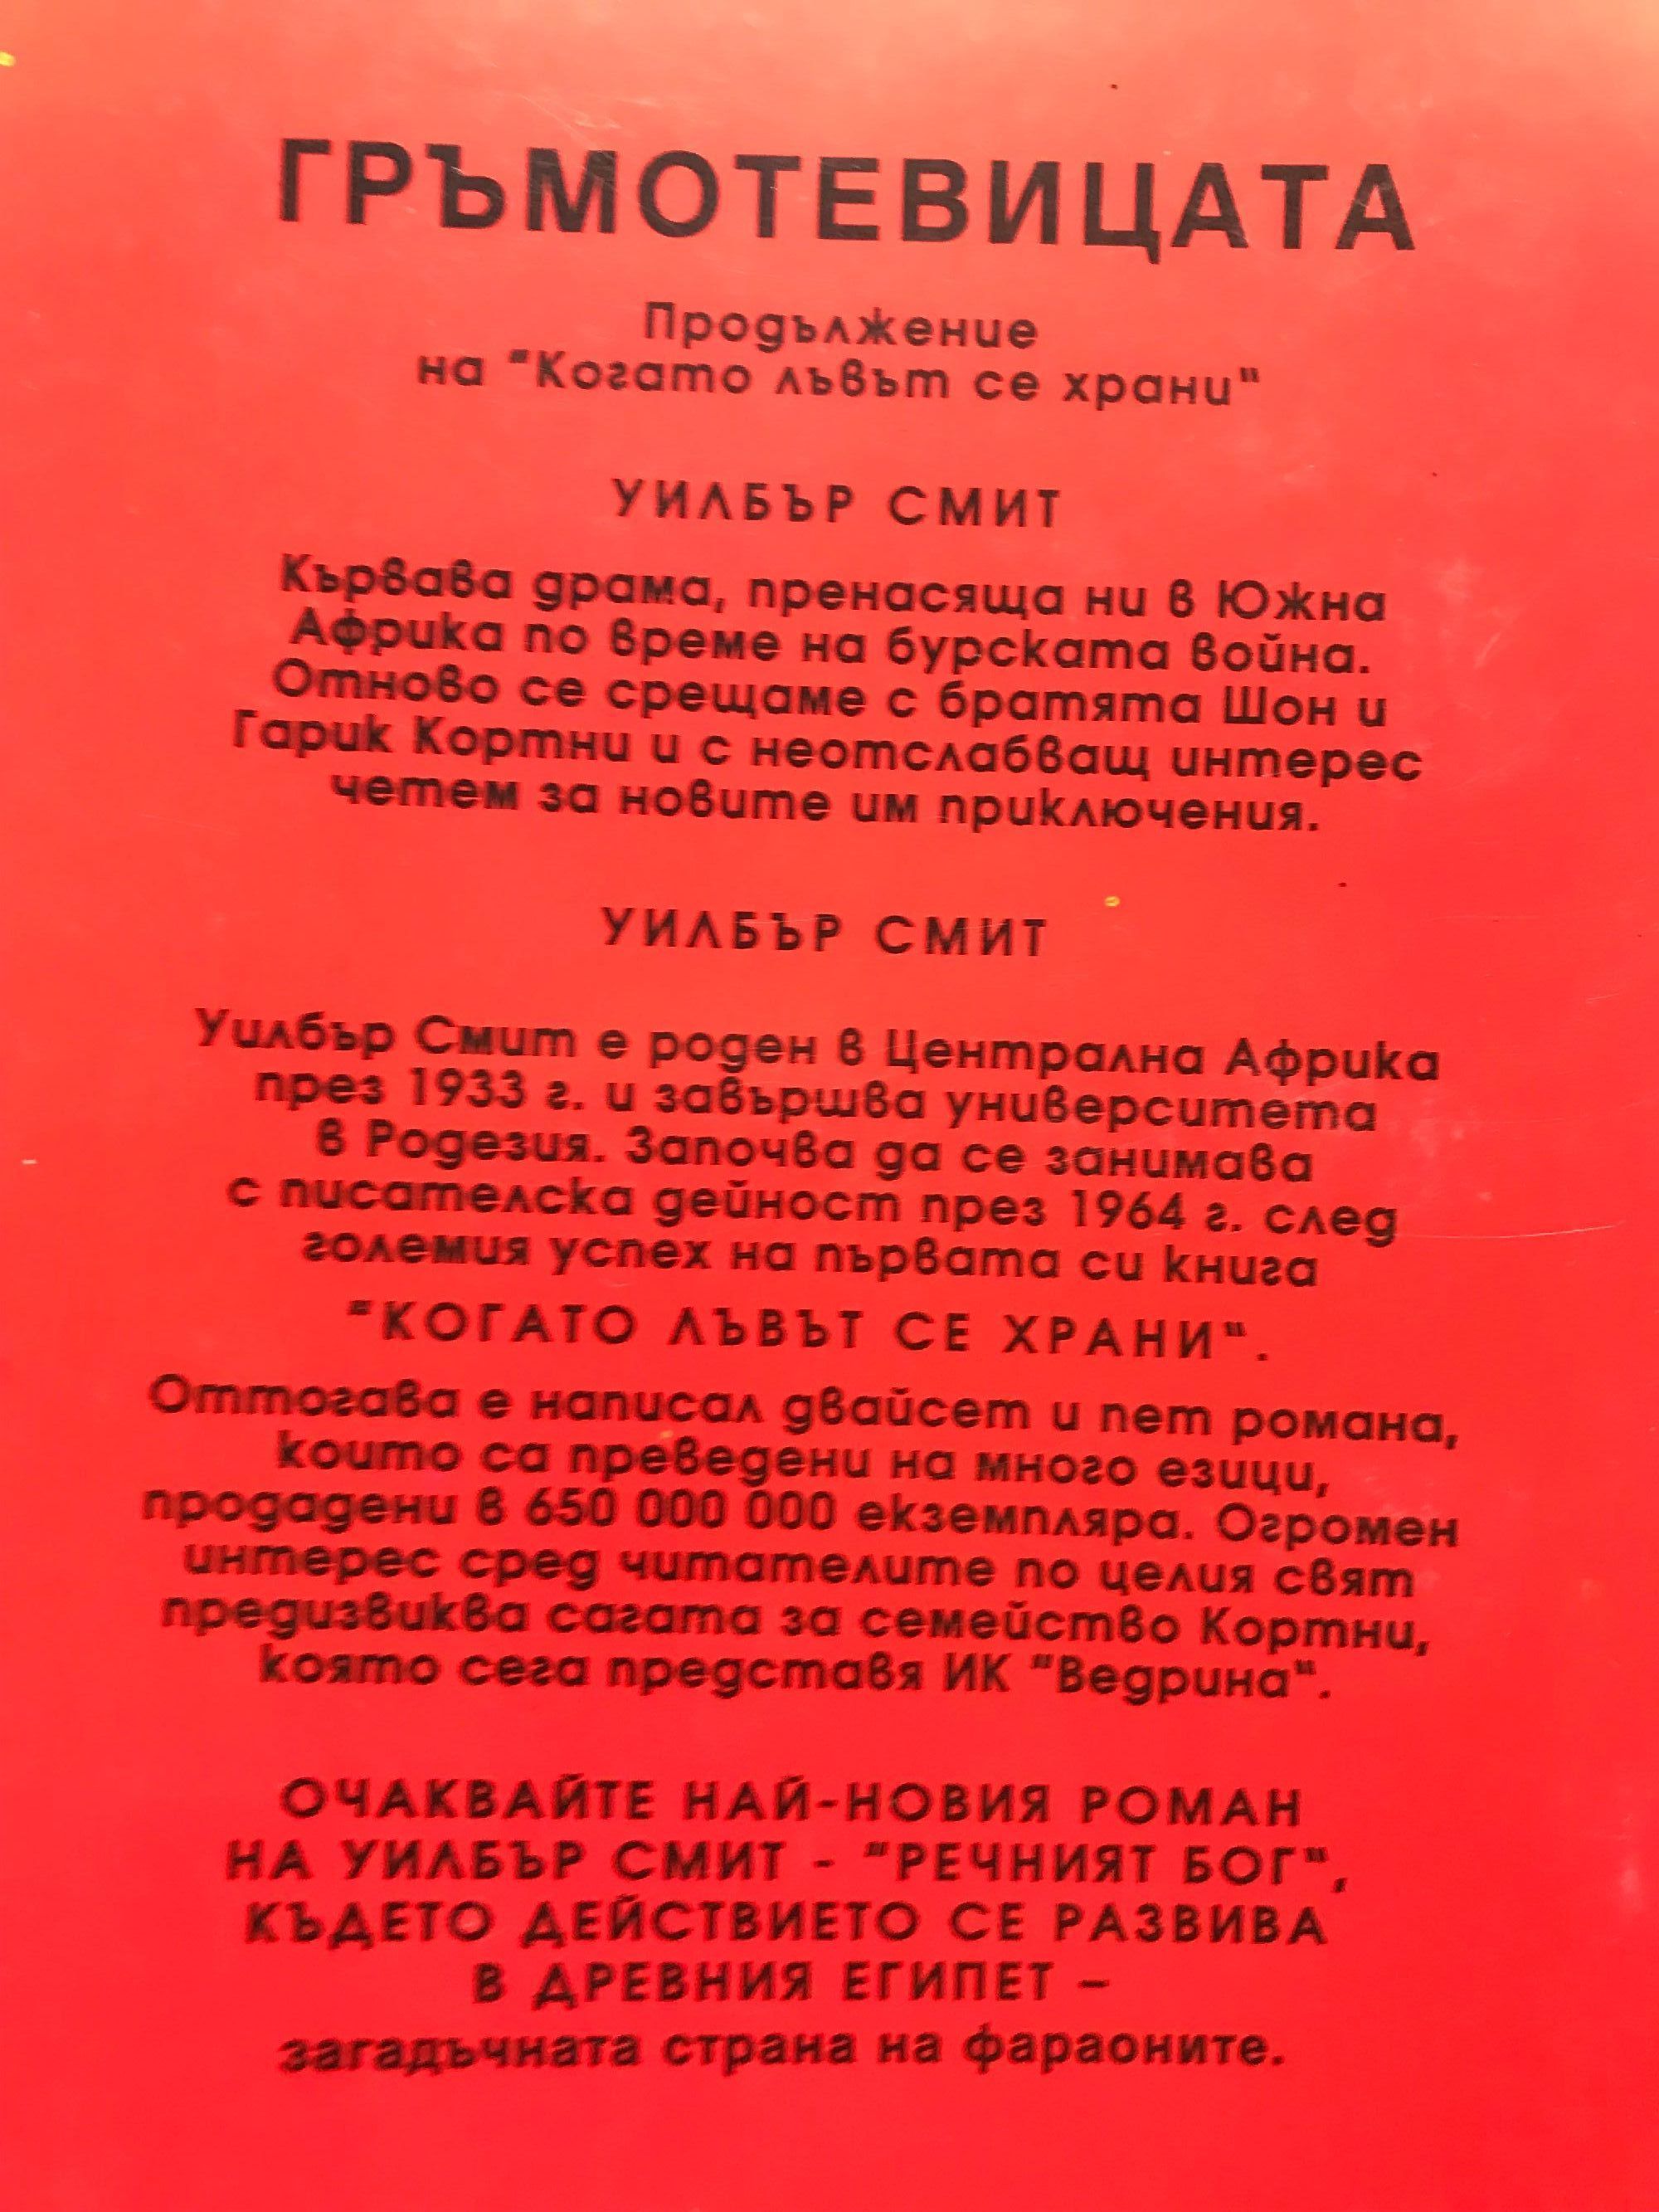 ГРЪМОТЕВИЦАТА
Продължение
на "Когато лъвът се храни"
УИЛБЪР СМИТ
Кървава драма, пренасяща ни в Южна
Африка по време на бурската война.
Отново се срещаме с братята Шон и
Гарик Кортни и с неотслабващ интерес
четем за новите им приключения.
УИЛБЪР СМИТ
Уилбър Смит е роден в Централна Африка
през 1933 г. и завършва университета
в Родезия. Започва да се занимава
с писателска дейност през 1964 г. след
големия успех на първата си книга
"КОГАТО ЛЪВЪТ СЕ ХРАНИ".
Оттогава е написал двайсет и пет романа,
които са преведени на много езици,
продадени в 650 000 000 екземпляра. Огромен
интерес сред читателите по целия свят
предизвиква сагата за семейство Кортни,
която сега представя ИК "Ведрина".
ОЧАКВАЙТЕ НАЙ-НОВИЯ РОМАН
НА УИЛБЪР СМИТ - "РЕЧНИЯТ БОГ",
КЪДЕТО ДЕЙСТВИЕТО СЕ РАЗВИВА
В ДРЕВНИЯ ЕГИПЕТ –
загадъчната страна на фараоните.